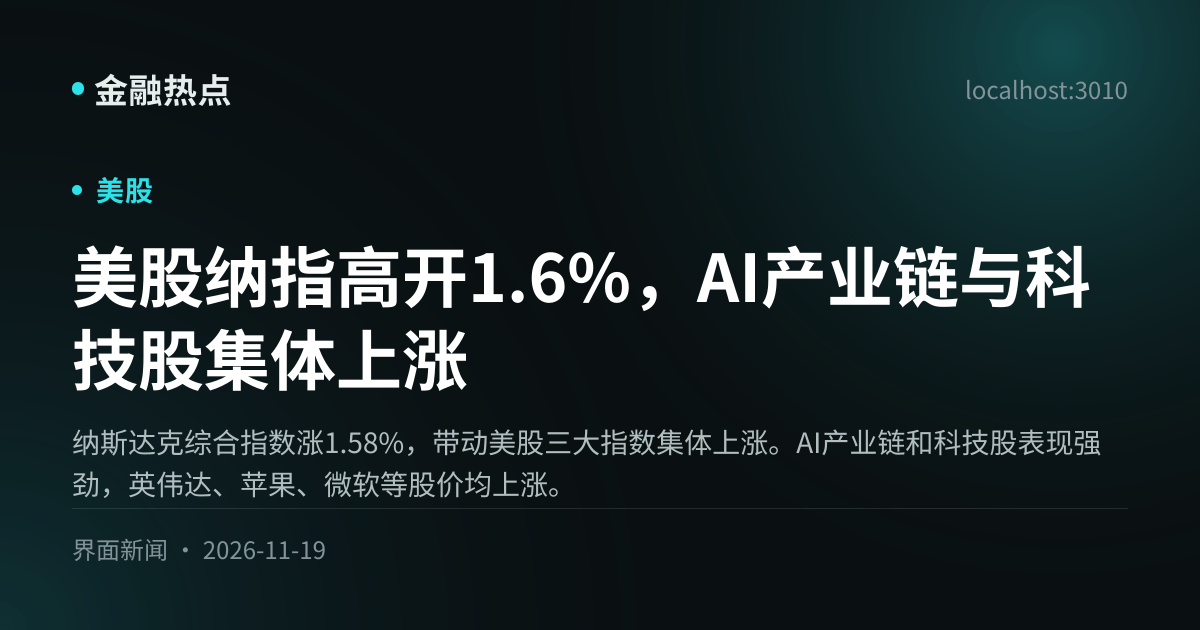 金融热点
localhost:3010
美股
美股纳指高开1.6%，AI产业链与科
技股集体上涨
纳斯达克综合指数涨1.58%，带动美股三大指数集体上涨。AI产业链和科技股表现强
劲，英伟达、苹果、微软等股价均上涨。
界面新闻 • 2026-11-19